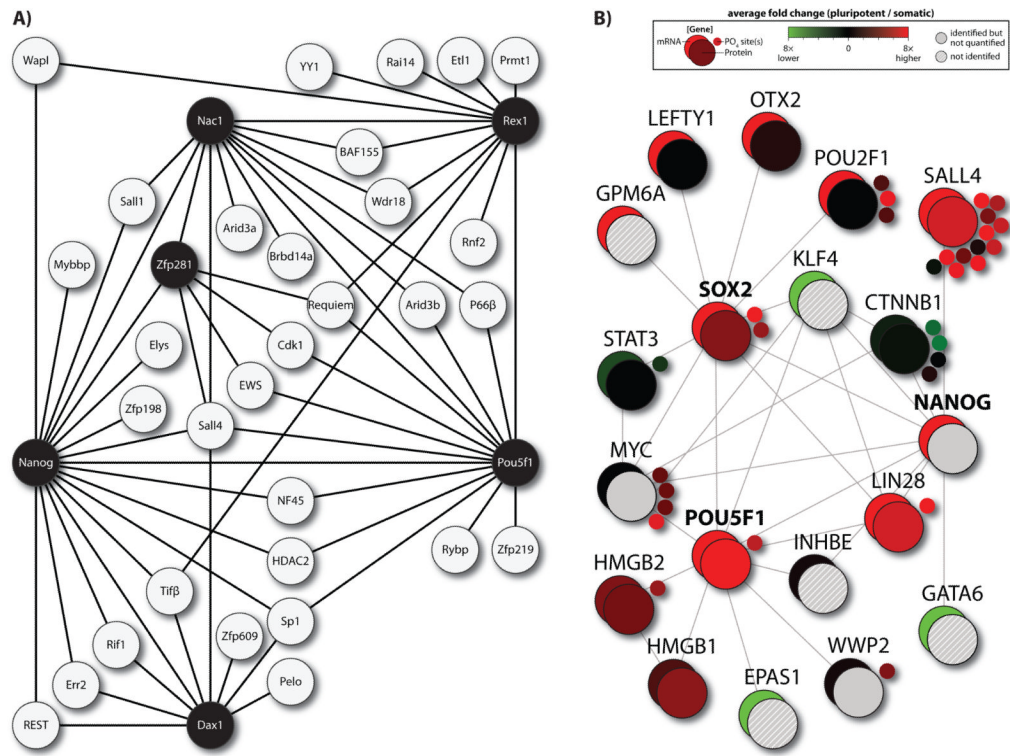 A)
Wapl
YY1
Rai14
Etl1
Prmt1
Nac1
Rex1
BAF155
Sall1
Wdr18
Arid3a
Brbd14a
Rnf2
Mybbp
Zfp281
Requiem
Arid3b
P66β
Elys
Cdk1
EWS
Zfp198
Sall4
Nanog
Pou5f1
NF45
HDAC2
Rybp
Zfp219
Tifβ
Sp1
Rif1
Zfp609
Err2
Pelo
REST
Dax1
B)
average fold change (pluripotent / somatic)
[Gene]
mRNA
PO4 site(s)
Protein
8×
lower
0
8×
higher
identified but
not quantified
not identifed
OTX2
LEFTY1
POU2F1
SALL4
GPM6A
KLF4
SOX2
CTNNB1
STAT3
NANOG
MYC
LIN28
POU5F1
INHBE
HMGB2
GATA6
HMGB1
WWP2
EPAS1